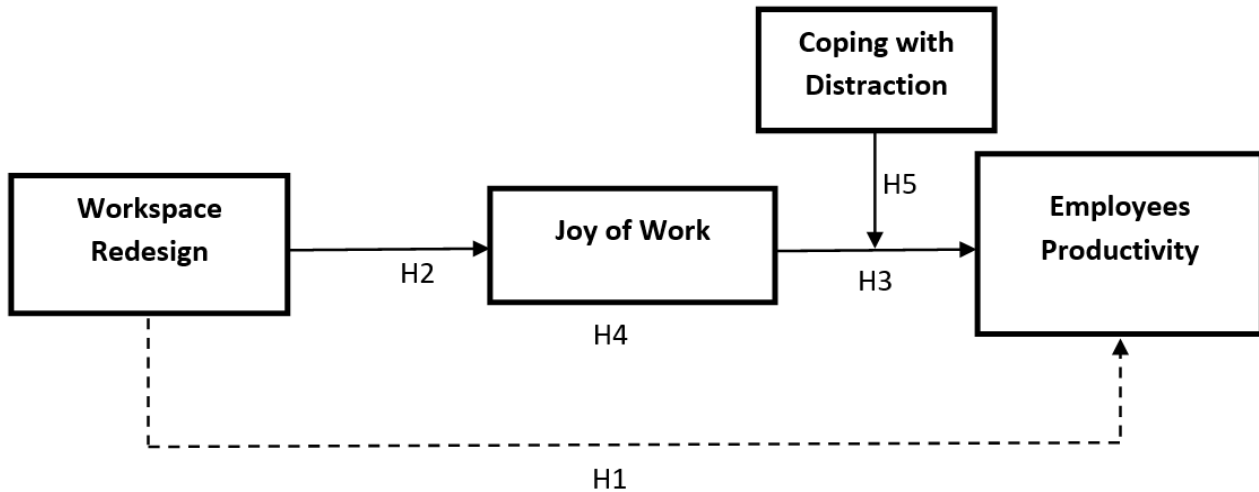 Coping with
Distraction
Workspace
Redesign
H2
Joy of Work
H4
H5
H3
Employees
Productivity
H1